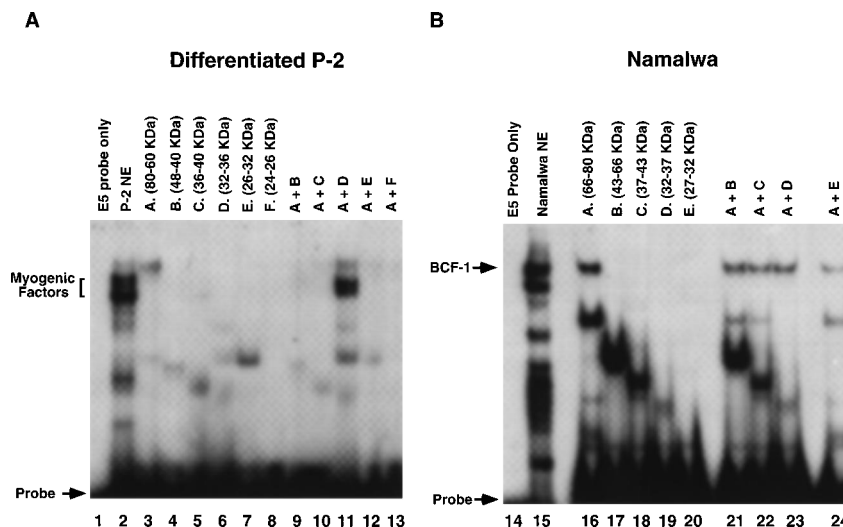 A
Differentiated P-2
E5 probe only
P-2 NE
A. (80-60 KDa)
B. (48-40 KDa)
C. (36-40 KDa)
D. (32-36 KDa)
E. (26-32 KDa)
F. (24-26 KDa)
A + B
A + C
A + D
A + E
A + F
Myogenic
Factors
Probe
1 2 3 4 5 6 7 8 9 10 11 12 13
B
Namalwa
E5 Probe Only
Namalwa NE
A. (66-80 KDa)
B. (43-66 KDa)
C. (37-43 KDa)
D. (32-37 KDa)
E. (27-32 KDa)
A + B
A + C
A + D
A + E
BCF-1
Probe
14 15 16 17 18 19 20 21 22 23 24